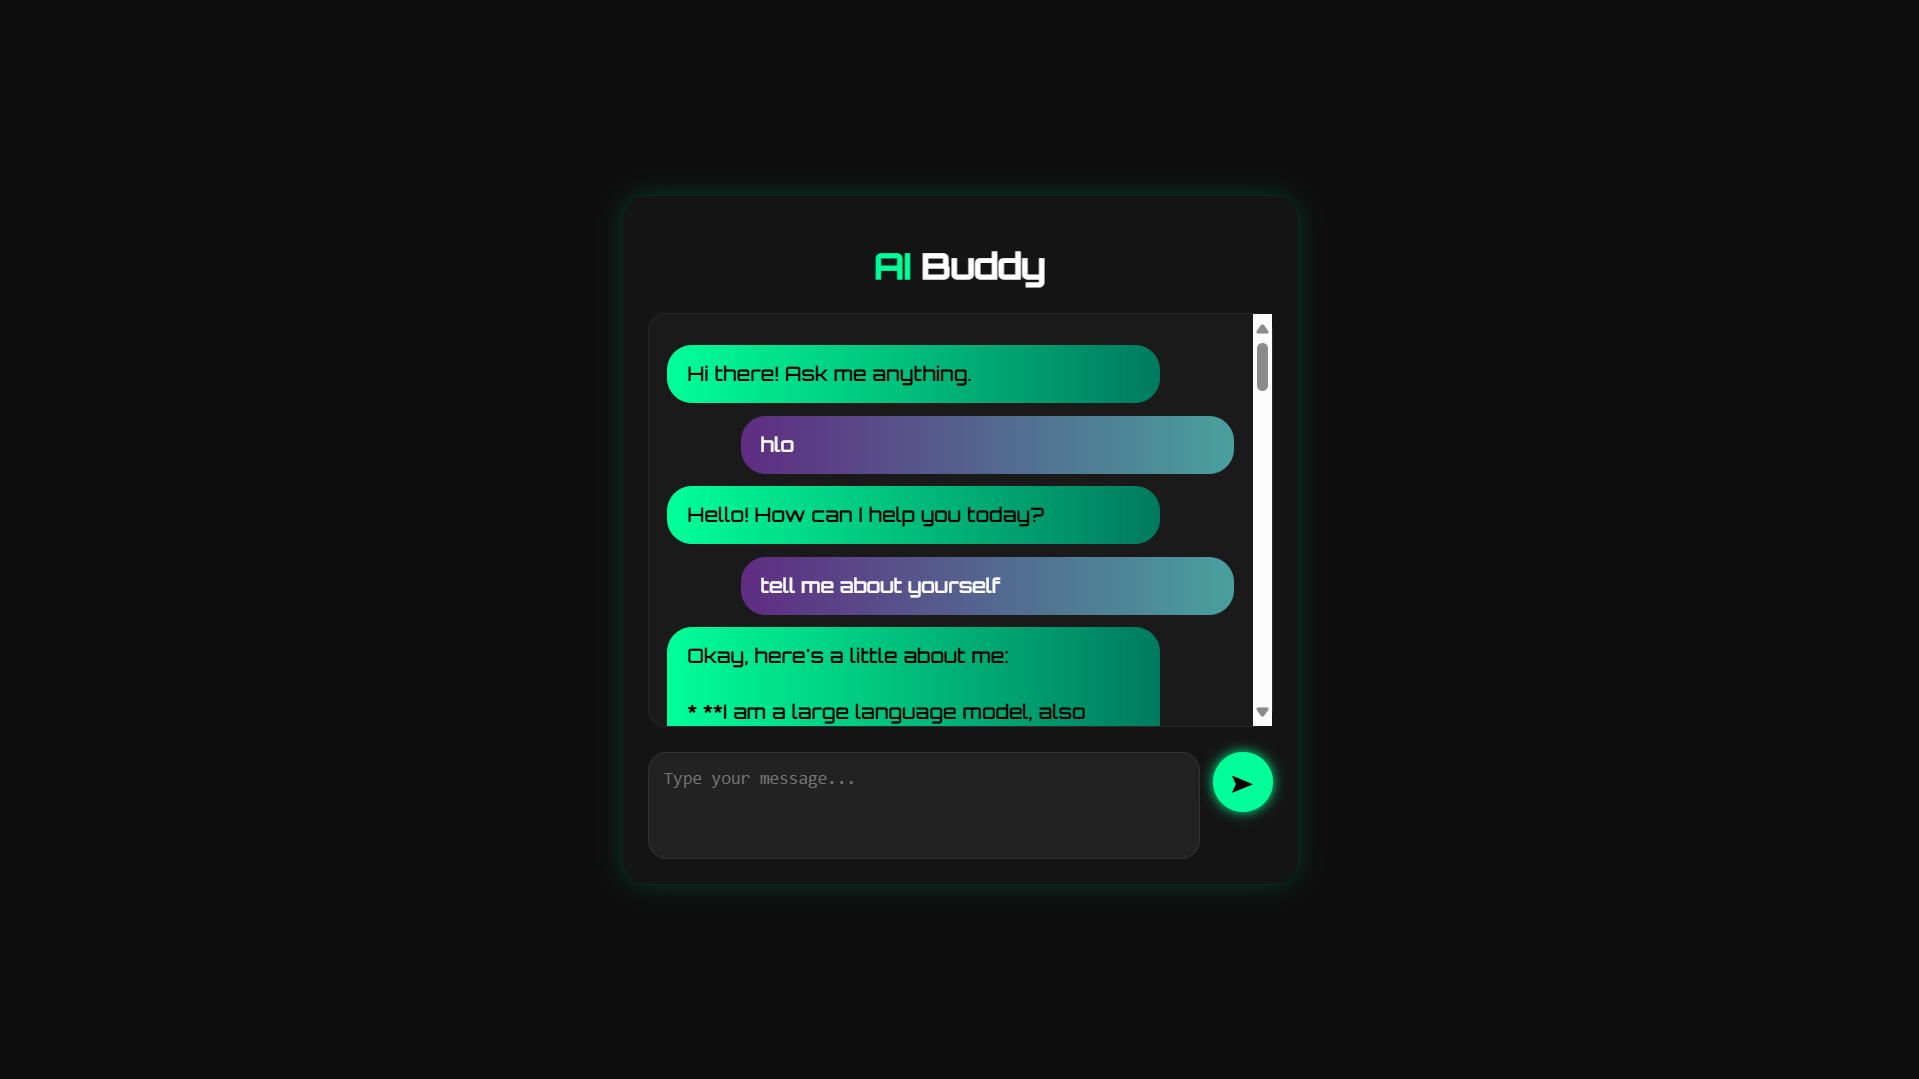 AI Buddy
Hi there! Ask me anything.
hlo
Hello! How can I help you today?
tell me about yourself
Okay, here's a little about me:
* **I am a large language model, also
Type your message...